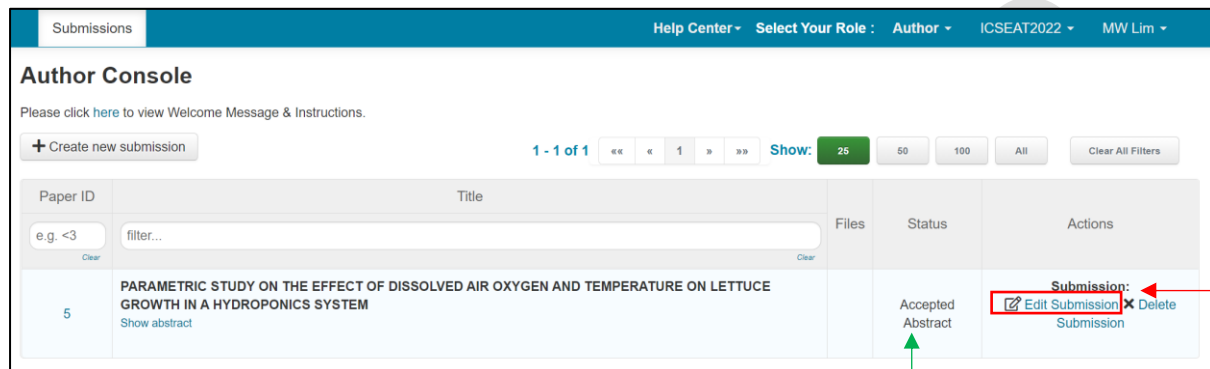 Submissions Help Center Select Your Role : Author ICSEAT2022 MW Lim
Author Console
Please click here to view Welcome Message & Instructions.
+ Create new submission 1 - 1 of 1 «« « 1 » »» Show: 25 50 100 All Clear All Filters
Paper ID Title Files Status Actions
e.g. <3 filter...
Clear Clear
PARAMETRIC STUDY ON THE EFFECT OF DISSOLVED AIR OXYGEN AND TEMPERATURE ON LETTUCE
GROWTH IN A HYDROPONICS SYSTEM
Show abstract
5
Accepted
Abstract
Submission:
Edit Submission ✖ Delete
Submission